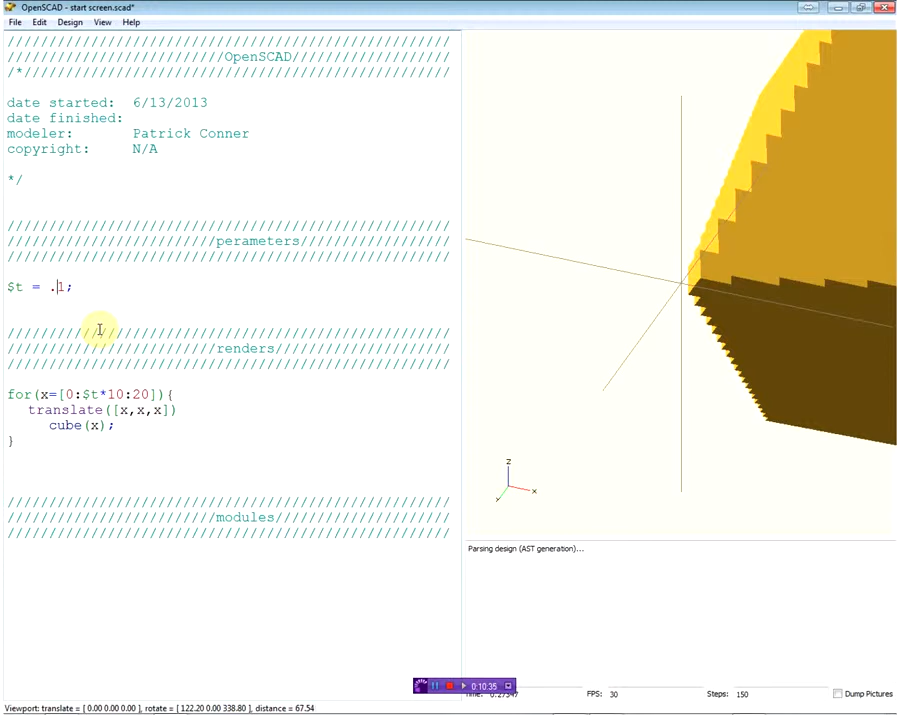 OpenSCAD - start screen.scad*
File Edit Design View Help
/////////////////////////////////////////////////////
//////////////////////////OpenSCAD///////////////////
/*///////////////////////////////////////////////////
date started: 6/13/2013
date finished:
modeler: Patrick Conner
copyright: N/A
*/
/////////////////////////////////////////////////////
/////////////////////////perameters//////////////////
/////////////////////////////////////////////////////
$t = .1;
/////////////////////////////////////////////////////
/////////////////////////renders/////////////////////
/////////////////////////////////////////////////////
for(x=[0:$t*10:20]){
translate([x,x,x])
cube(x);
}
/////////////////////////////////////////////////////
/////////////////////////modules/////////////////////
/////////////////////////////////////////////////////
z
x
y
Parsing design (AST generation)...
0:10:35
FPS: 30 Steps: 150 Dump Pictures
Viewport: translate = [ 0.00 0.00 0.00 ], rotate = [ 122.20 0.00 338.80 ], distance = 67.54